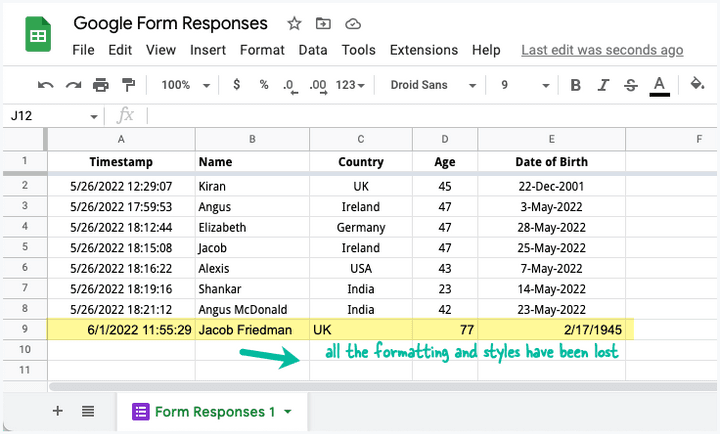 Google Form Responses
File Edit View Insert Format Data Tools Extensions Help Last edit was seconds ago
100% $ % .0 .00 123 Droid Sans 9 B I S A
J12 fx
A B C D E F
1 Timestamp Name Country Age Date of Birth
2 5/26/2022 12:29:07 Kiran UK 45 22-Dec-2001
3 5/26/2022 17:59:53 Angus Ireland 47 3-May-2022
4 5/26/2022 18:12:44 Elizabeth Germany 47 28-May-2022
5 5/26/2022 18:15:08 Jacob Ireland 47 25-May-2022
6 5/26/2022 18:16:22 Alexis USA 43 7-May-2022
7 5/26/2022 18:19:16 Shankar India 23 14-May-2022
8 5/26/2022 18:21:12 Angus McDonald India 42 23-May-2022
9 6/1/2022 11:55:29 Jacob Friedman UK 77 2/17/1945
10 all the formatting and styles have been lost
11
Form Responses 1